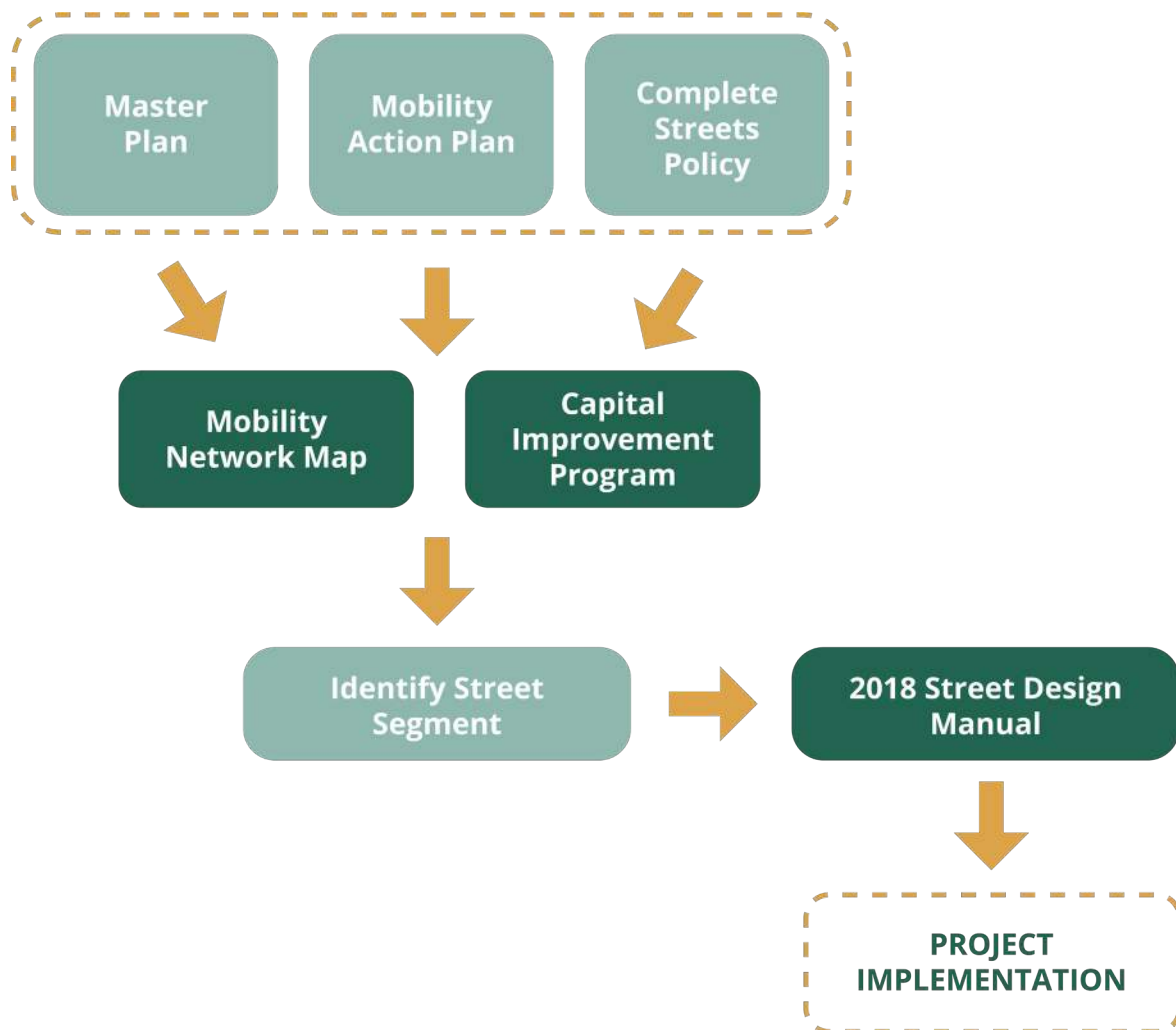 Master
Plan
Mobility
Action Plan
Complete
Streets
Policy
Mobility
Network Map
Capital
Improvement
Program
Identify Street
Segment
2018 Street Design
Manual
PROJECT
IMPLEMENTATION